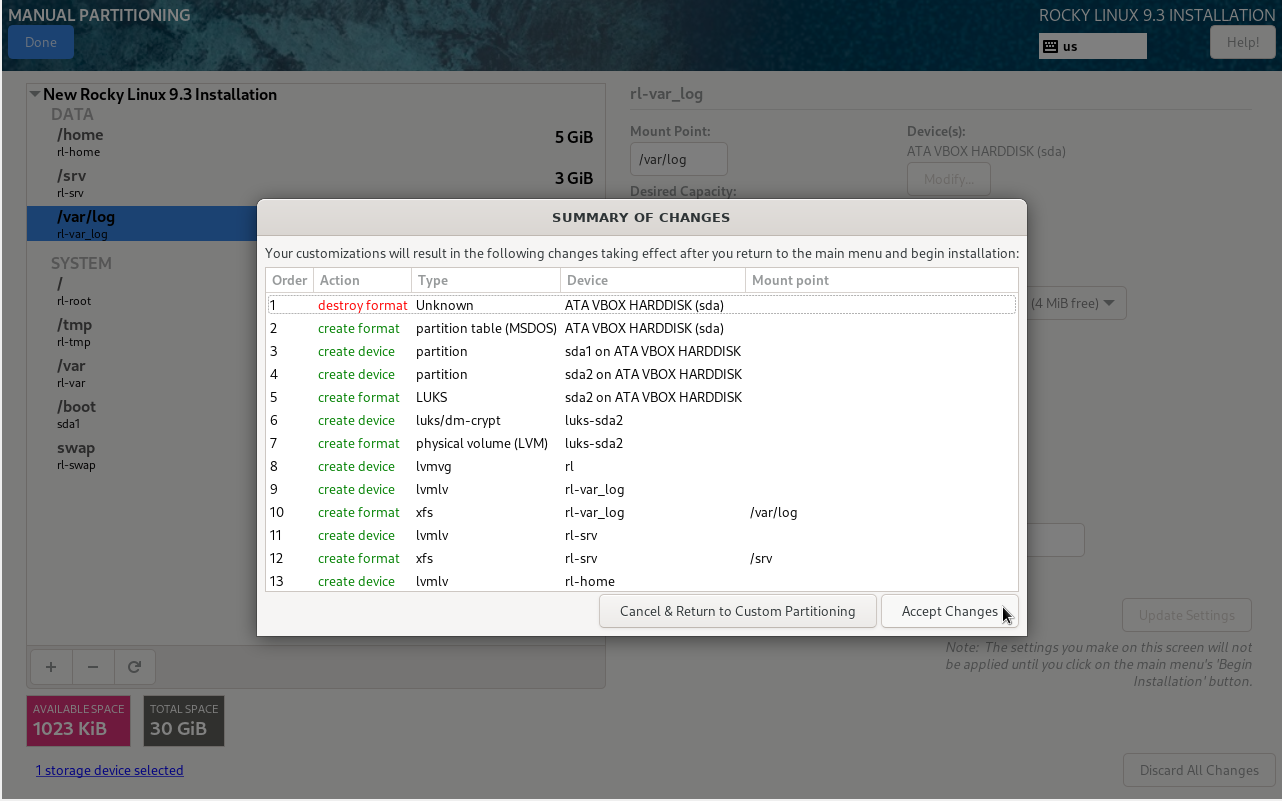 MANUAL PARTITIONING
ROCKY LINUX 9.3 INSTALLATION
Done
us
Help!
New Rocky Linux 9.3 Installation
DATA
/home
5 GiB
rl-home
/srv
3 GiB
rl-srv
/var/log
rl-var_log
SYSTEM
/
rl-root
/tmp
rl-tmp
/var
rl-var
/boot
sda1
swap
rl-swap
rl-var_log
Mount Point:
Device(s):
/var/log
ATA VBOX HARDDISK (sda)
Modify...
Desired Capacity:
(4 MiB free)
SUMMARY OF CHANGES
Your customizations will result in the following changes taking effect after you return to the main menu and begin installation:
Order Action Type Device Mount point
1 destroy format Unknown ATA VBOX HARDDISK (sda)
2 create format partition table (MSDOS) ATA VBOX HARDDISK (sda)
3 create device partition sda1 on ATA VBOX HARDDISK
4 create device partition sda2 on ATA VBOX HARDDISK
5 create format LUKS sda2 on ATA VBOX HARDDISK
6 create device luks/dm-crypt luks-sda2
7 create format physical volume (LVM) luks-sda2
8 create device lvmvg rl
9 create device lvmlv rl-var_log
10 create format xfs rl-var_log /var/log
11 create device lvmlv rl-srv
12 create format xfs rl-srv /srv
13 create device lvmlv rl-home
Cancel & Return to Custom Partitioning
Accept Changes
Update Settings
Note: The settings you make on this screen will not
be applied until you click on the main menu's 'Begin
Installation' button.
+ −
AVAILABLE SPACE
1023 KiB
TOTAL SPACE
30 GiB
1 storage device selected
Discard All Changes